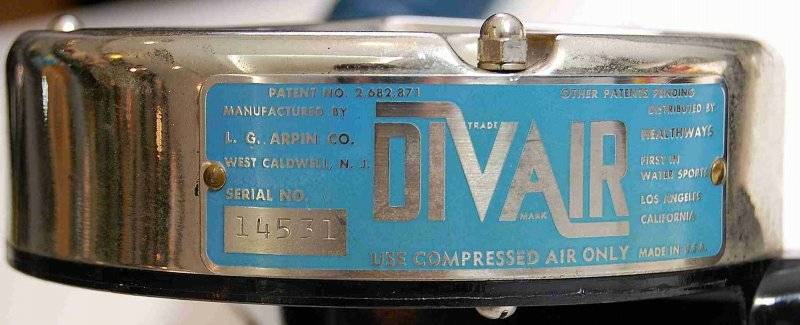 PATENT NO. 2,682,871
OTHER PATENTS PENDING
MANUFACTURED BY
L. G. ARPIN CO.
WEST CALDWELL, N. J.
SERIAL NO.
14531
DIVAIR
TRADE
MARK
DISTRIBUTED BY
HEALTHWAYS
FIRST IN
WATER SPORTS
LOS ANGELES
CALIFORNIA
USE COMPRESSED AIR ONLY
MADE IN U.S.A.